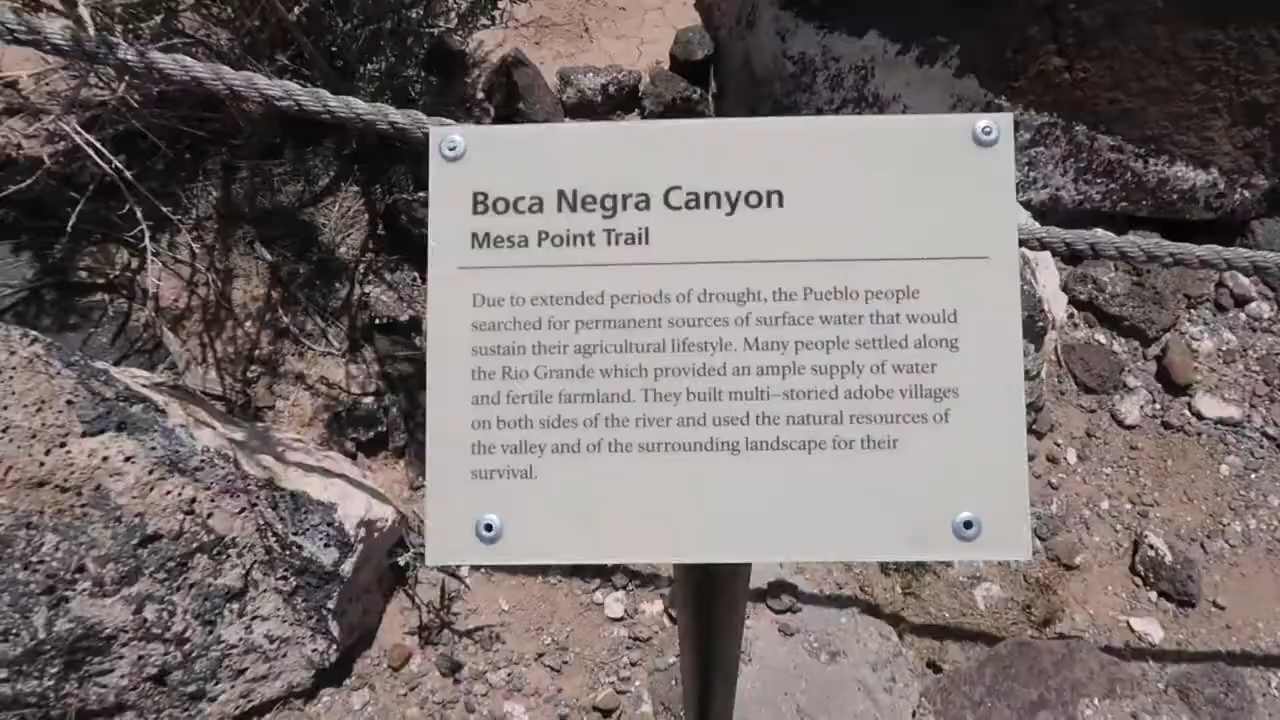 Boca Negra Canyon
Mesa Point Trail
Due to extended periods of drought, the Pueblo people
searched for permanent sources of surface water that would
sustain their agricultural lifestyle. Many people settled along
the Rio Grande which provided an ample supply of water
and fertile farmland. They built multi–storied adobe villages
on both sides of the river and used the natural resources of
the valley and of the surrounding landscape for their
survival.